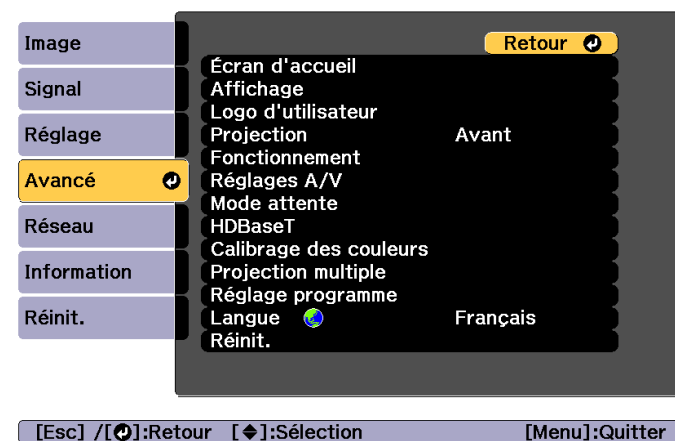 Image
Signal
Réglage
Avancé
Réseau
Information
Réinit.
Retour
Écran d'accueil
Affichage
Logo d'utilisateur
Projection Avant
Fonctionnement
Réglages A/V
Mode attente
HDBaseT
Calibrage des couleurs
Projection multiple
Réglage programme
Langue Français
Réinit.
[Esc] /[⏎]:Retour [◆]:Sélection [Menu]:Quitter